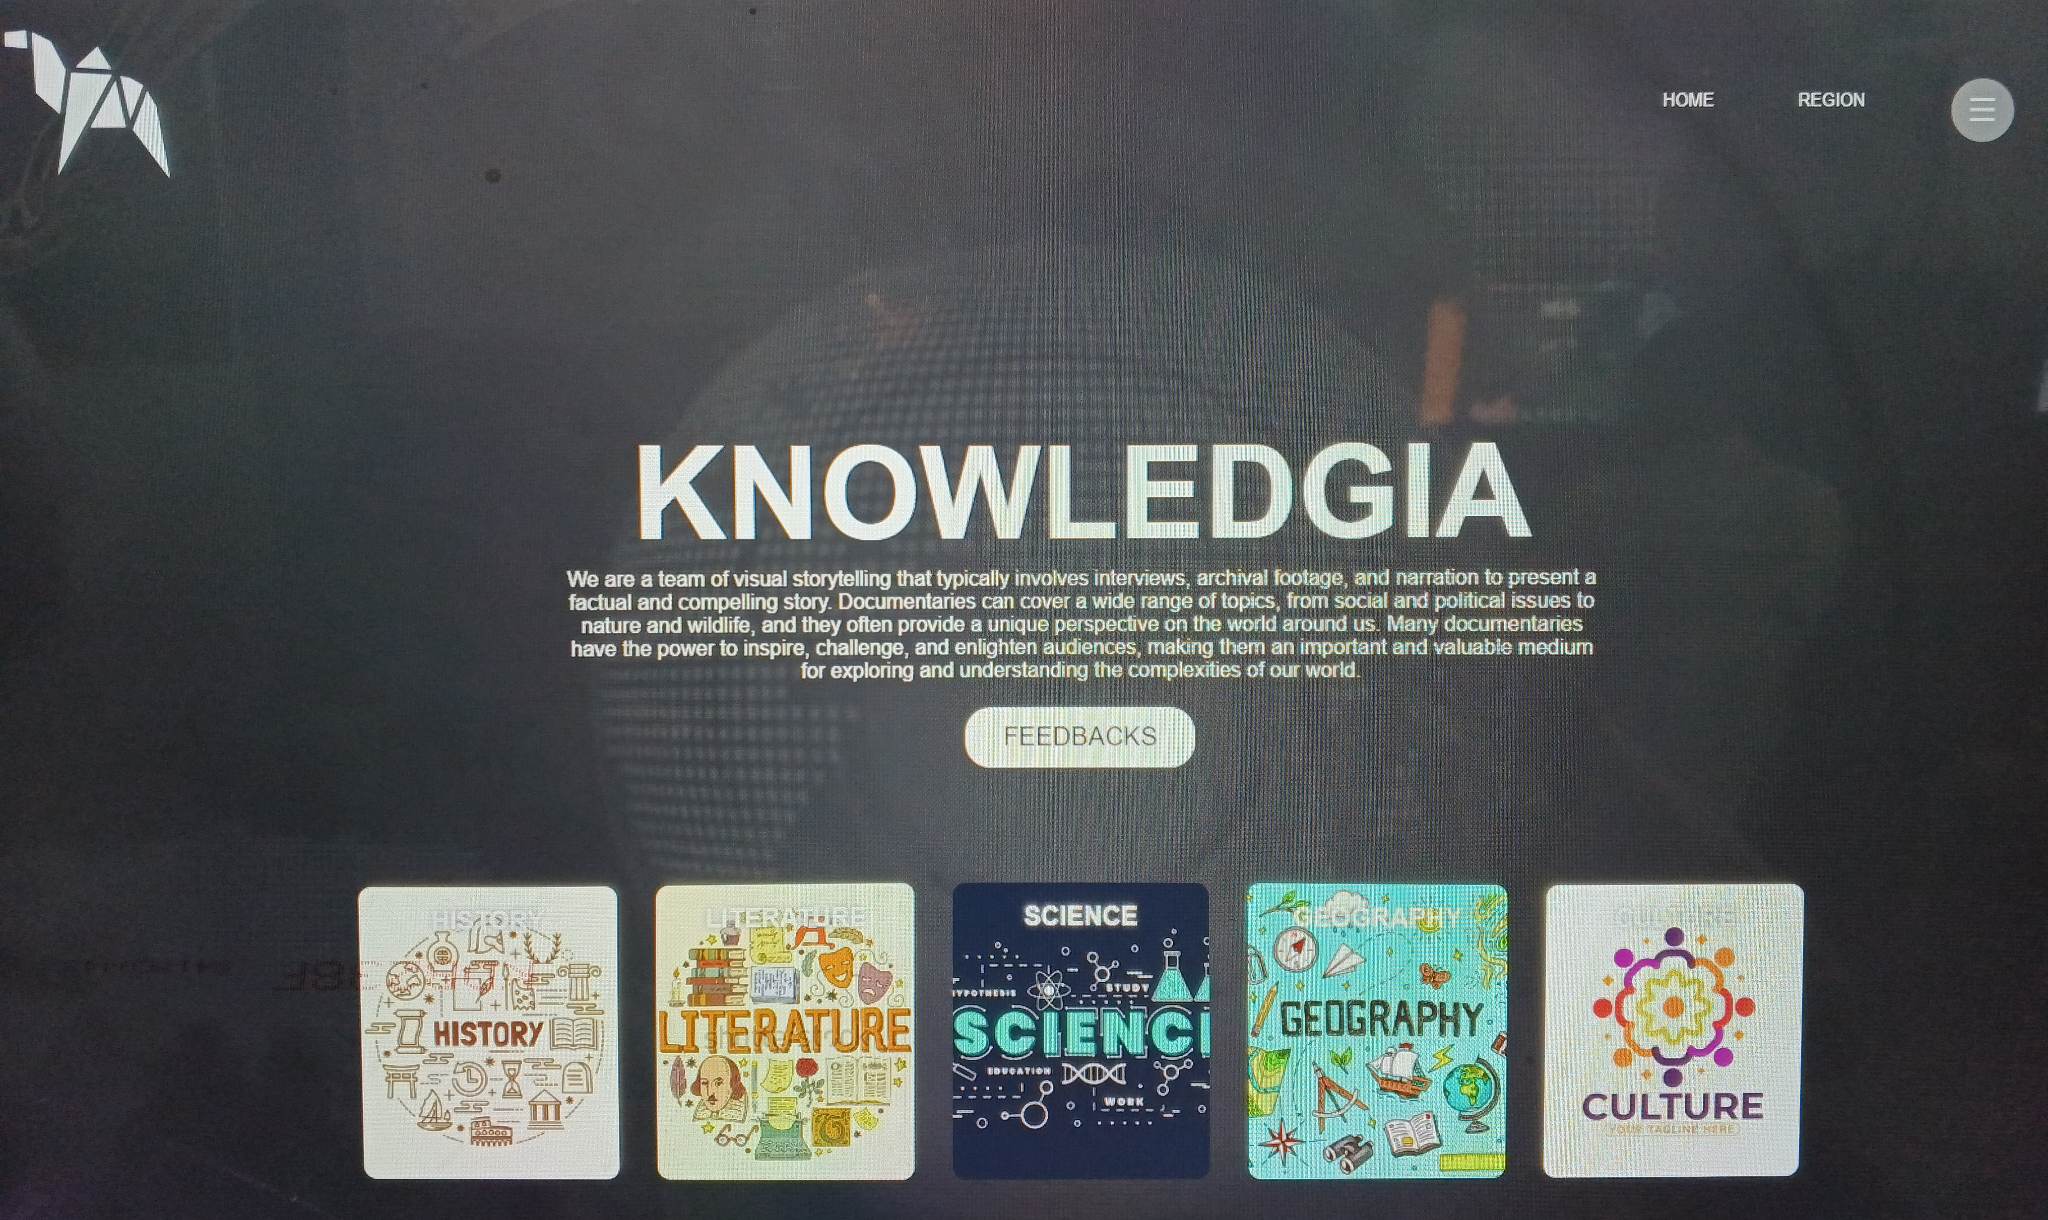 HOME
REGION
KNOWLEDGIA
We are a team of visual storytelling that typically involves interviews, archival footage, and narration to present a
factual and compelling story. Documentaries can cover a wide range of topics, from social and political issues to
nature and wildlife, and they often provide a unique perspective on the world around us. Many documentaries
have the power to inspire, challenge, and enlighten audiences, making them an important and valuable medium
for exploring and understanding the complexities of our world.
FEEDBACKS
HISTORY
HISTORY
LITERATURE
LITERATURE
SCIENCE
HYPOTHESIS
STUDY
SCIENCE
EDUCATION
WORK
GEOGRAPHY
GEOGRAPHY
CULTURE
CULTURE
YOUR TAGLINE HERE